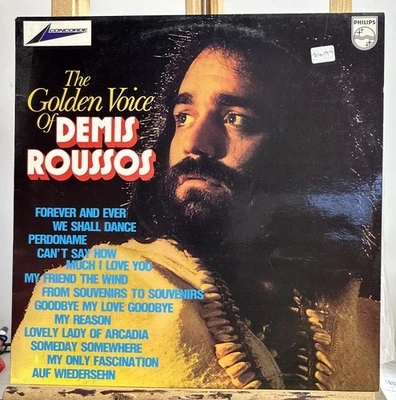 CONCORDE
PHILIPS
The
Golden Voice
Of DEMIS
ROUSSOS
FOREVER AND EVER
WE SHALL DANCE
PERDONAME
CAN'T SAY HOW
MUCH I LOVE YOU
MY FRIEND THE WIND
FROM SOUVENIRS TO SOUVENIRS
GOODBYE MY LOVE GOODBYE
MY REASON
LOVELY LADY OF ARCADIA
SOMEDAY SOMEWHERE
MY ONLY FASCINATION
AUF WIEDERSEHN